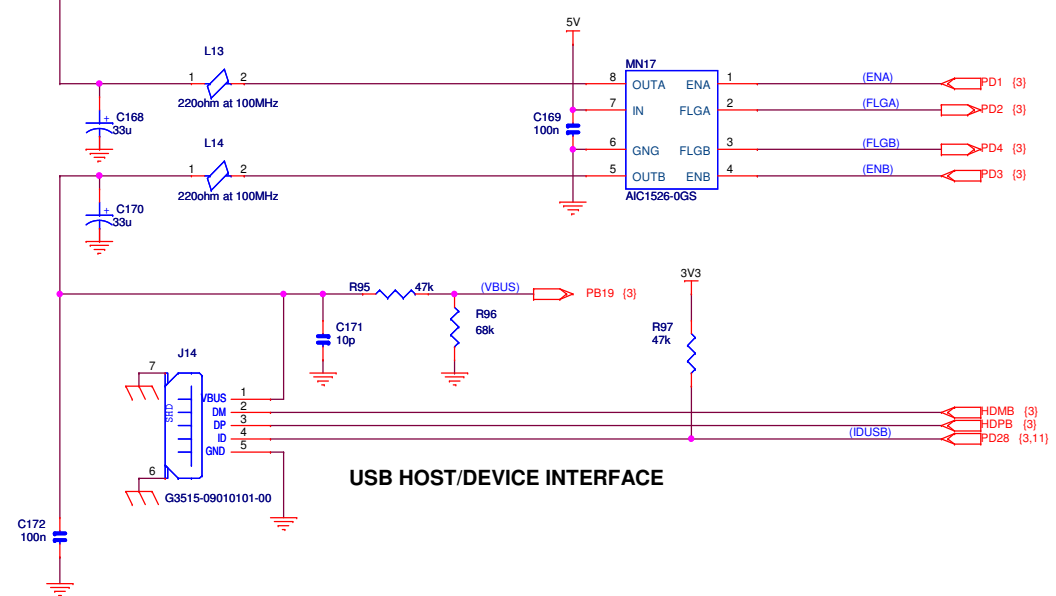 5V
L13
MN17
1 2
8 OUTA ENA 1 (ENA) PD1 {3}
220ohm at 100MHz
7 IN FLGA 2 (FLGA) PD2 {3}
+ C168
33u
C169
100n
L14
6 GNG FLGB 3 (FLGB) PD4 {3}
1 2
5 OUTB ENB 4 (ENB) PD3 {3}
220ohm at 100MHz
AIC1526-0GS
+ C170
33u
3V3
R95 47k (VBUS) PB19 {3}
R96
68k
C171
10p
R97
47k
J14
7
SHD
VBUS 1
DM 2 HDMB {3}
DP 3 HDPB {3}
ID 4 (IDUSB) PD28 {3,11}
GND 5
6
G3515-09010101-00
USB HOST/DEVICE INTERFACE
C172
100n